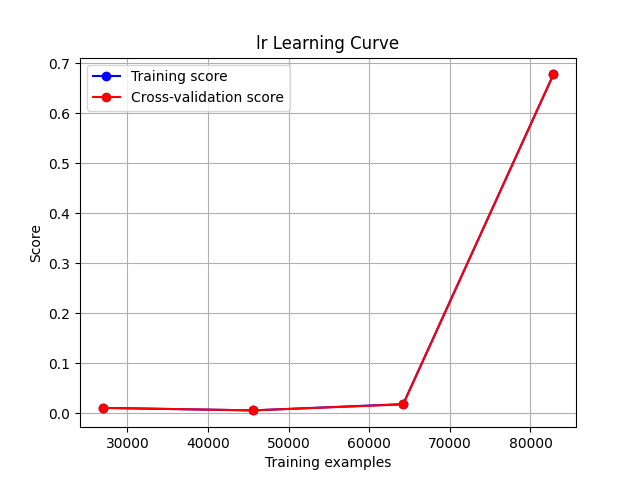 lr Learning Curve
Training score
Cross-validation score
0.7
0.6
0.5
0.4
0.3
0.2
0.1
0.0
Score
30000 40000 50000 60000 70000 80000
Training examples